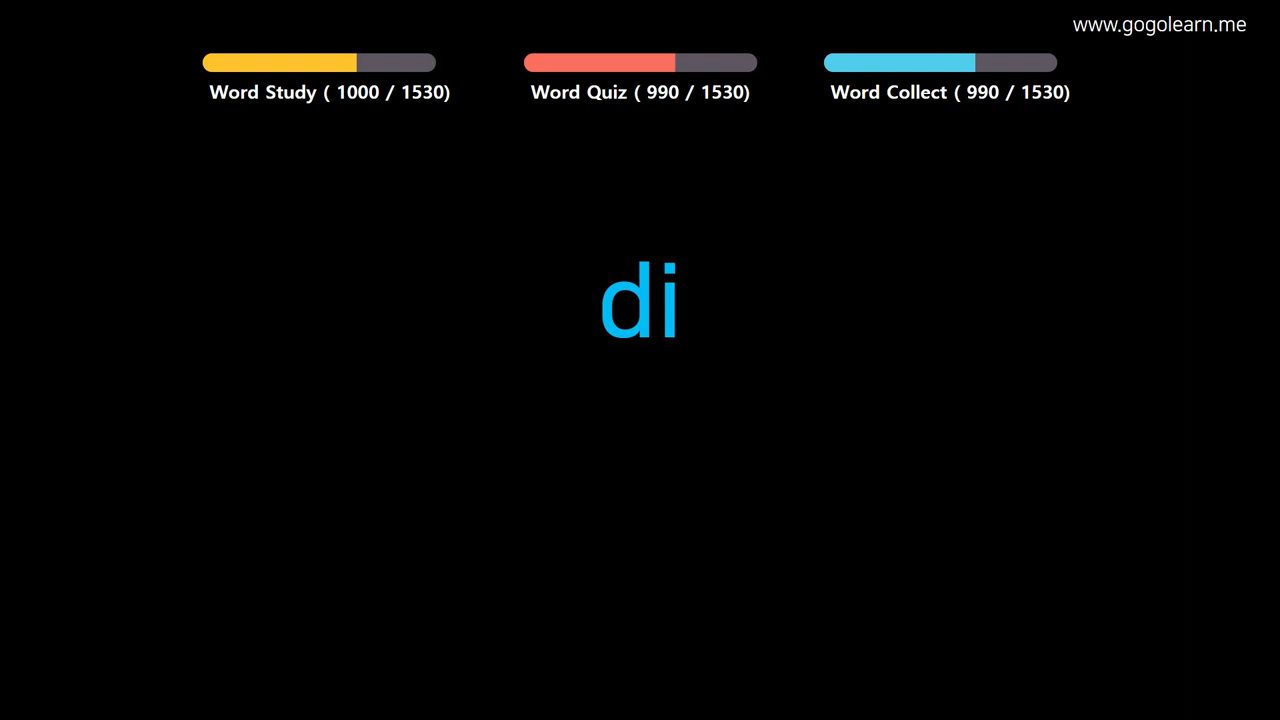 www.gogolearn.me
Word Study ( 1000 / 1530)
Word Quiz ( 990 / 1530)
Word Collect ( 990 / 1530)
di